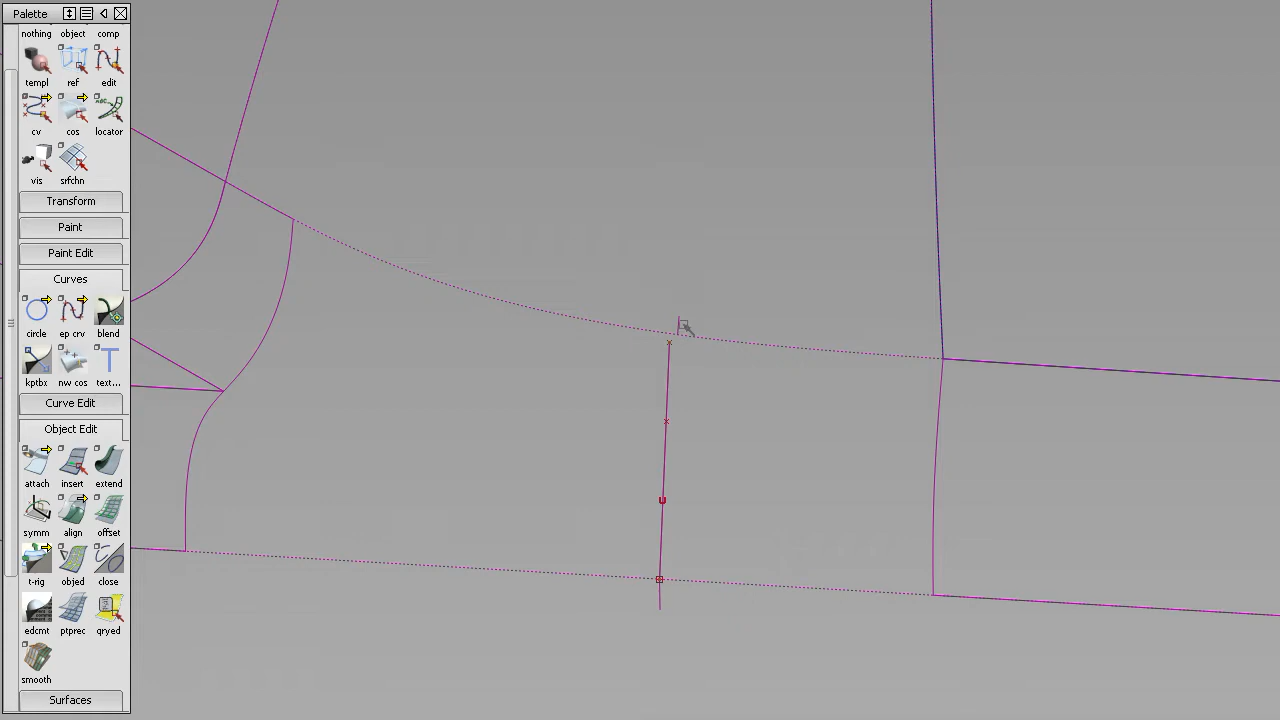 Palette
nothing object comp
templ ref edit
cv cos locator
vis srfchn
Transform
Paint
Paint Edit
Curves
circle ep crv blend
kptbx nw cos text...
Curve Edit
Object Edit
attach insert extend
symm align offset
t-rig objed close
edcmt ptprec qryed
smooth
Surfaces